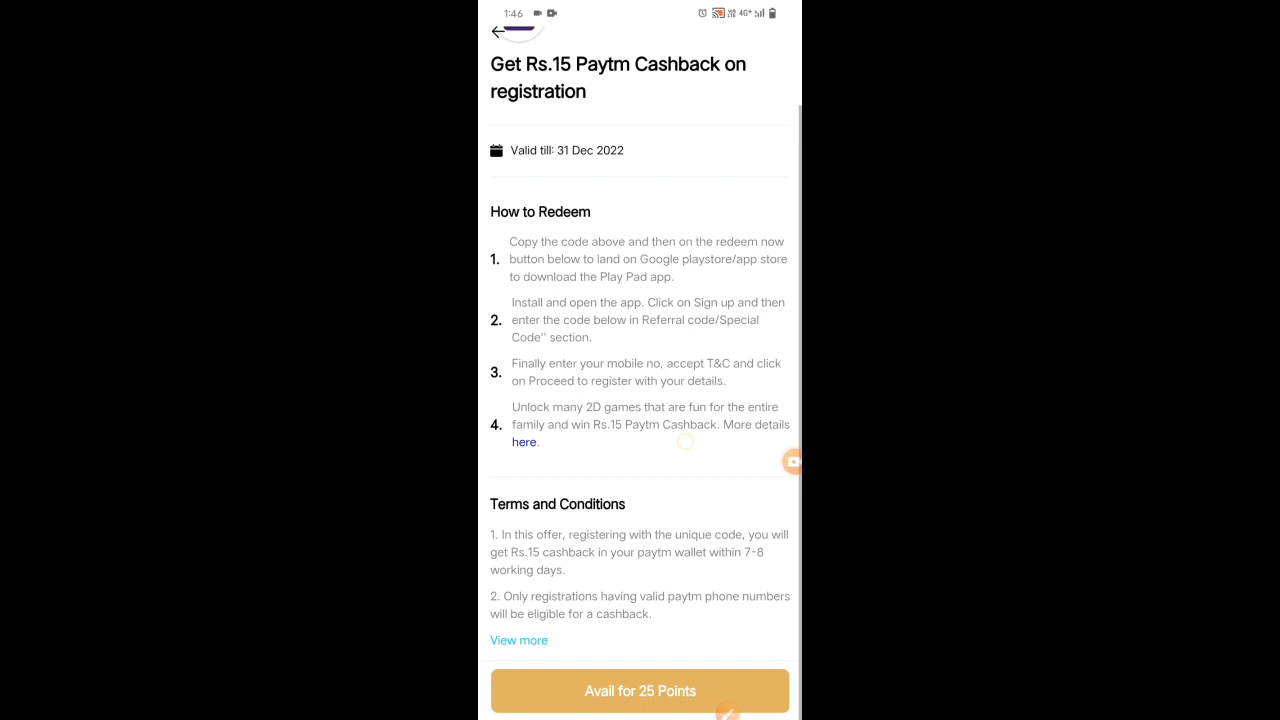 1:46
4G+
Get Rs.15 Paytm Cashback on
registration
Valid till: 31 Dec 2022
How to Redeem
1. Copy the code above and then on the redeem now
button below to land on Google playstore/app store
to download the Play Pad app.
2. Install and open the app. Click on Sign up and then
enter the code below in Referral code/Special
Code" section.
3. Finally enter your mobile no, accept T&C and click
on Proceed to register with your details.
4. Unlock many 2D games that are fun for the entire
family and win Rs.15 Paytm Cashback. More details
here.
Terms and Conditions
1. In this offer, registering with the unique code, you will
get Rs.15 cashback in your paytm wallet within 7-8
working days.
2. Only registrations having valid paytm phone numbers
will be eligible for a cashback.
View more
Avail for 25 Points